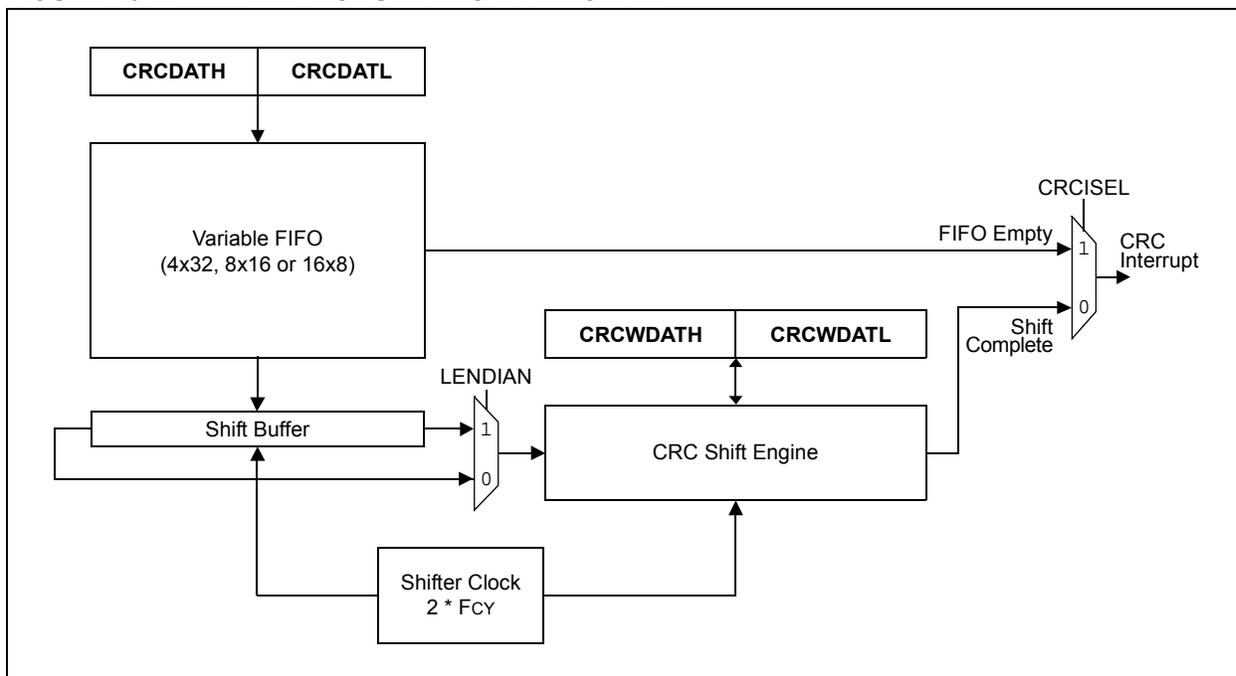 CRCDATH CRCDATL
Variable FIFO
(4x32, 8x16 or 16x8)
CRCISEL
FIFO Empty
1
CRC
Interrupt
0
Shift
Complete
CRCWDATH CRCWDATL
LENDIAN
Shift Buffer
1
0
CRC Shift Engine
Shifter Clock
2 * FCY